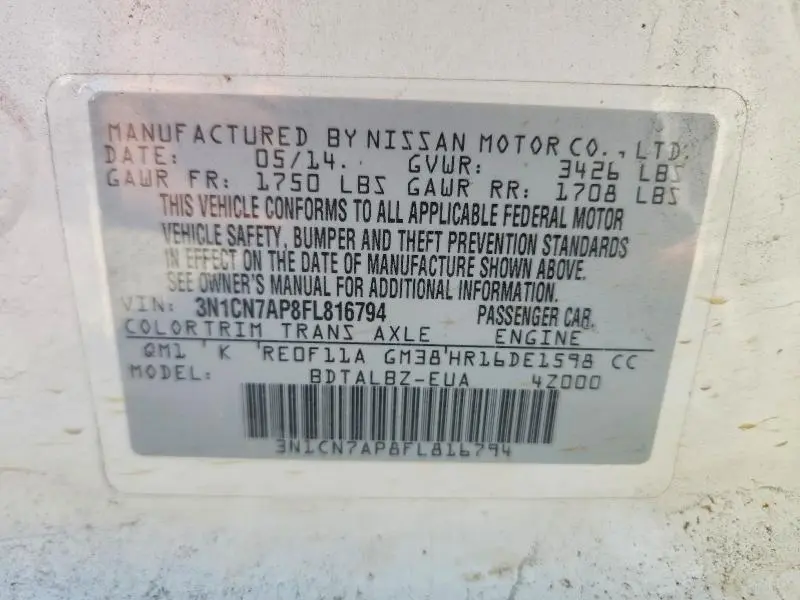 MANUFACTURED BY NISSAN MOTOR CO., LTD.
DATE: 05/14. GVWR: 3426 LBS
GAWR FR: 1750 LBS GAWR RR: 1708 LBS
THIS VEHICLE CONFORMS TO ALL APPLICABLE FEDERAL MOTOR
VEHICLE SAFETY, BUMPER AND THEFT PREVENTION STANDARDS
IN EFFECT ON THE DATE OF MANUFACTURE SHOWN ABOVE.
SEE OWNER'S MANUAL FOR ADDITIONAL INFORMATION.
VIN: 3N1CN7AP8FL816794 PASSENGER CAR.
COLORTRIM TRANS AXLE ENGINE
QM1 K RE0F11A GM38 HR16DE1598 CC
MODEL: BDTALBZ-EUA 4Z000
3N1CN7AP8FL816794